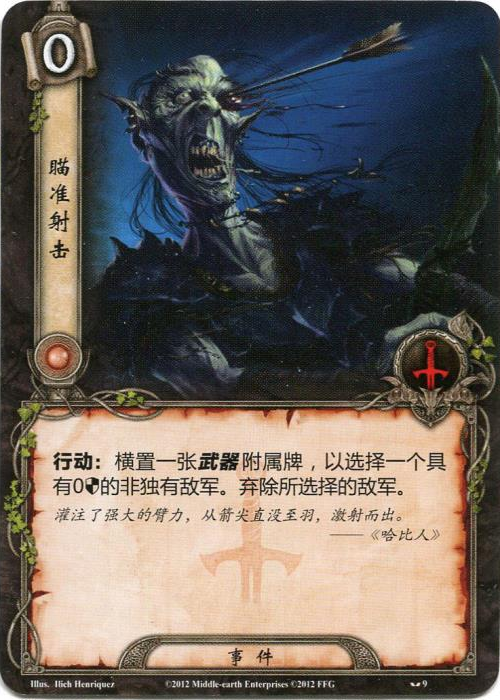 0
瞄准射击
行动：横置一张武器附属牌，以选择一个具
有0的非独有敌军。弃除所选择的敌军。
灌注了强大的臂力，从箭尖直没至羽，激射而出。
——《哈比人》
事件
Illus. Ilich Henriquez ©2012 Middle-earth Enterprises ©2012 FFG 9